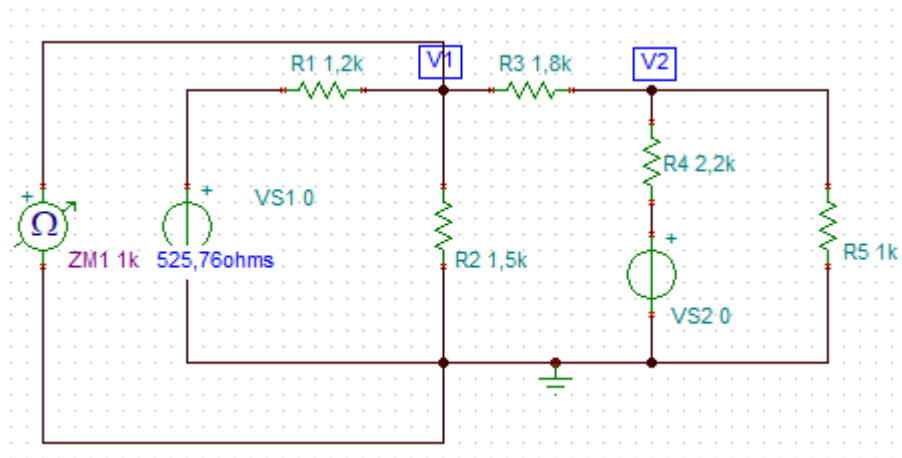 V1
V2
R1 1,2k
R3 1,8k
R4 2,2k
+
VS1 0
+
Ω
ZM1 1k
525,76ohms
R2 1,5k
+
R5 1k
VS2 0